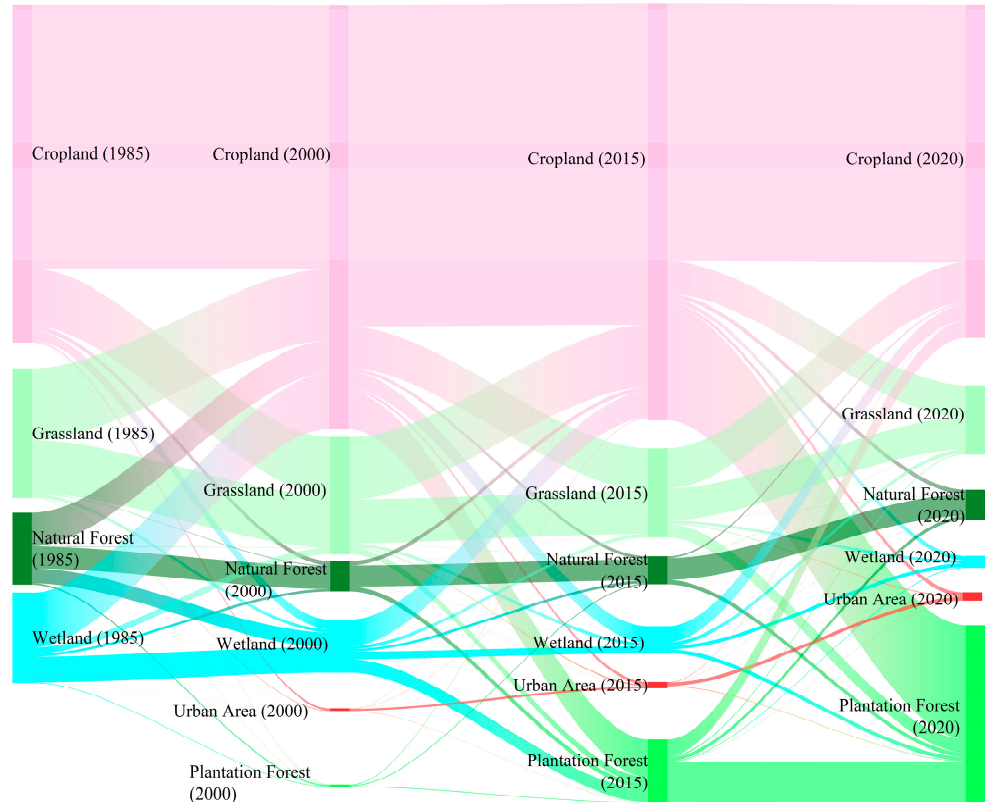 Cropland (1985)
Cropland (2000)
Cropland (2015)
Cropland (2020)
Grassland (1985)
Grassland (2000)
Grassland (2015)
Grassland (2020)
Natural Forest
(1985)
Natural Forest
(2000)
Natural Forest
(2015)
Natural Forest
(2020)
Wetland (1985)
Wetland (2000)
Wetland (2015)
Wetland (2020)
Urban Area (2000)
Urban Area (2015)
Urban Area (2020)
Plantation Forest
(2000)
Plantation Forest
(2015)
Plantation Forest
(2020)